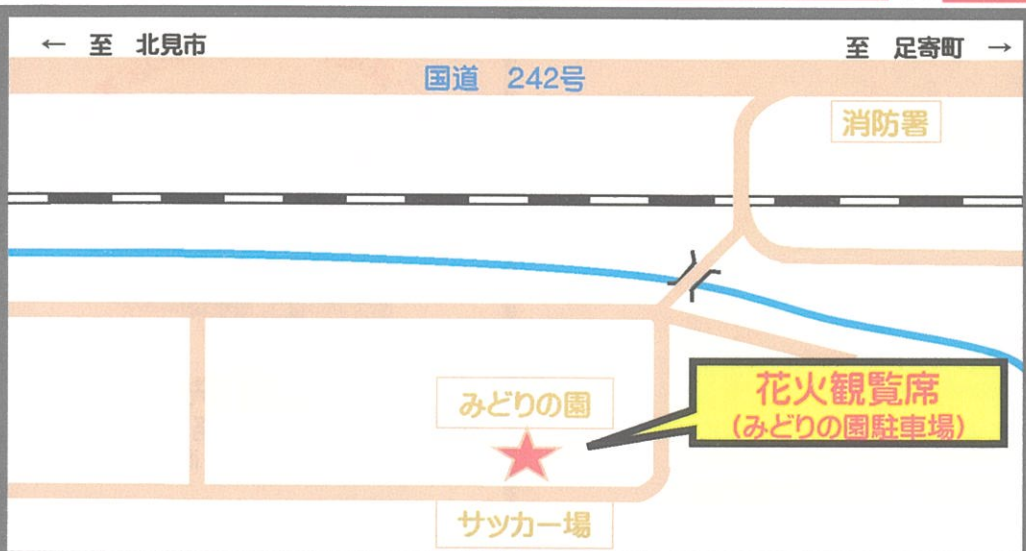 ← 至 北見市
至 足寄町 →
国道 242号
消防署
みどりの園
花火観覧席
(みどりの園駐車場)
サッカー場